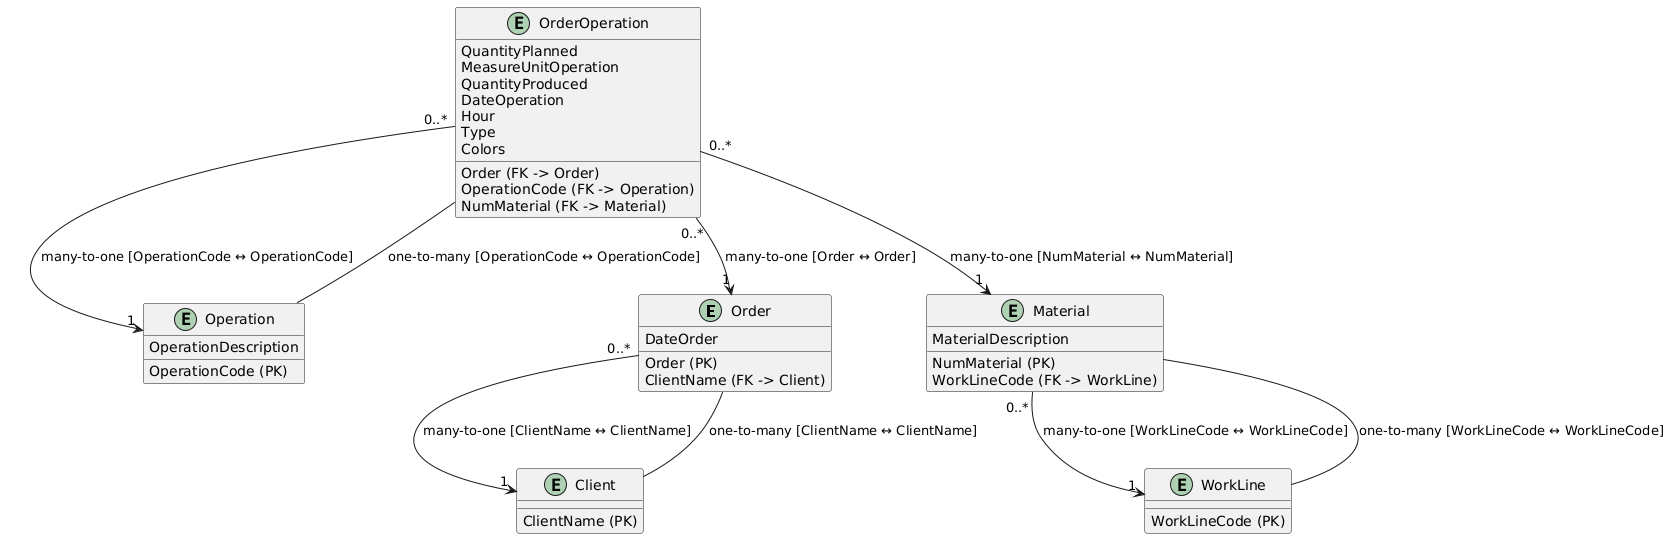 E OrderOperation
QuantityPlanned
MeasureUnitOperation
QuantityProduced
DateOperation
Hour
Type
Colors
Order (FK -> Order)
OperationCode (FK -> Operation)
NumMaterial (FK -> Material)
0..*
0..*
0..*
many-to-one [OperationCode ↔ OperationCode]
one-to-many [OperationCode ↔ OperationCode]
many-to-one [Order ↔ Order]
many-to-one [NumMaterial ↔ NumMaterial]
1
1
1
E Operation
OperationDescription
OperationCode (PK)
E Order
DateOrder
Order (PK)
ClientName (FK -> Client)
E Material
MaterialDescription
NumMaterial (PK)
WorkLineCode (FK -> WorkLine)
0..*
0..*
many-to-one [ClientName ↔ ClientName]
one-to-many [ClientName ↔ ClientName]
many-to-one [WorkLineCode ↔ WorkLineCode]
one-to-many [WorkLineCode ↔ WorkLineCode]
1
1
E Client
ClientName (PK)
E WorkLine
WorkLineCode (PK)